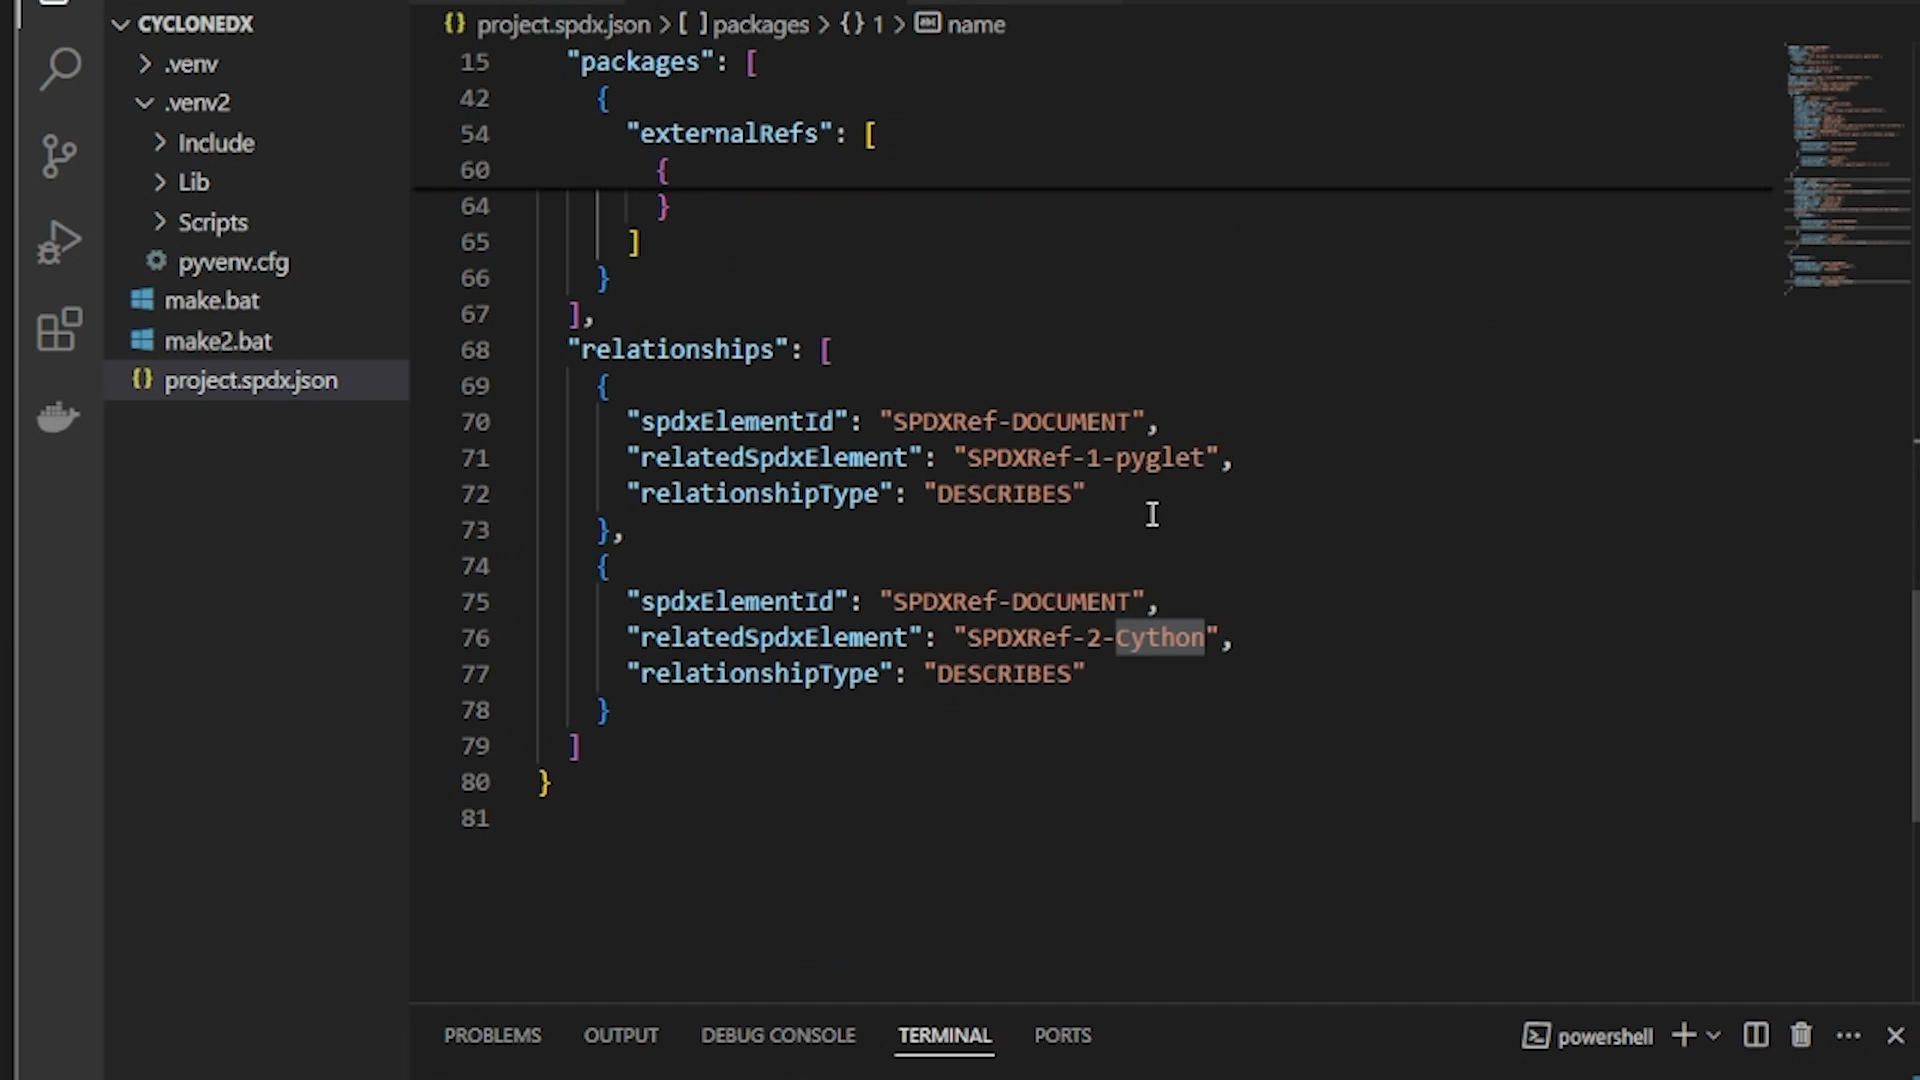 CYCLONEDX
.venv
.venv2
Include
Lib
Scripts
pyvenv.cfg
make.bat
make2.bat
project.spdx.json
project.spdx.json > [ ] packages > {} 1 > name
15 "packages": [
42 {
54 "externalRefs": [
60 {
64 }
65 ]
66 }
67 ],
68 "relationships": [
69 {
70 "spdxElementId": "SPDXRef-DOCUMENT",
71 "relatedSpdxElement": "SPDXRef-1-pyglet",
72 "relationshipType": "DESCRIBES"
73 },
74 {
75 "spdxElementId": "SPDXRef-DOCUMENT",
76 "relatedSpdxElement": "SPDXRef-2-Cython",
77 "relationshipType": "DESCRIBES"
78 }
79 ]
80 }
81
PROBLEMS OUTPUT DEBUG CONSOLE TERMINAL PORTS powershell